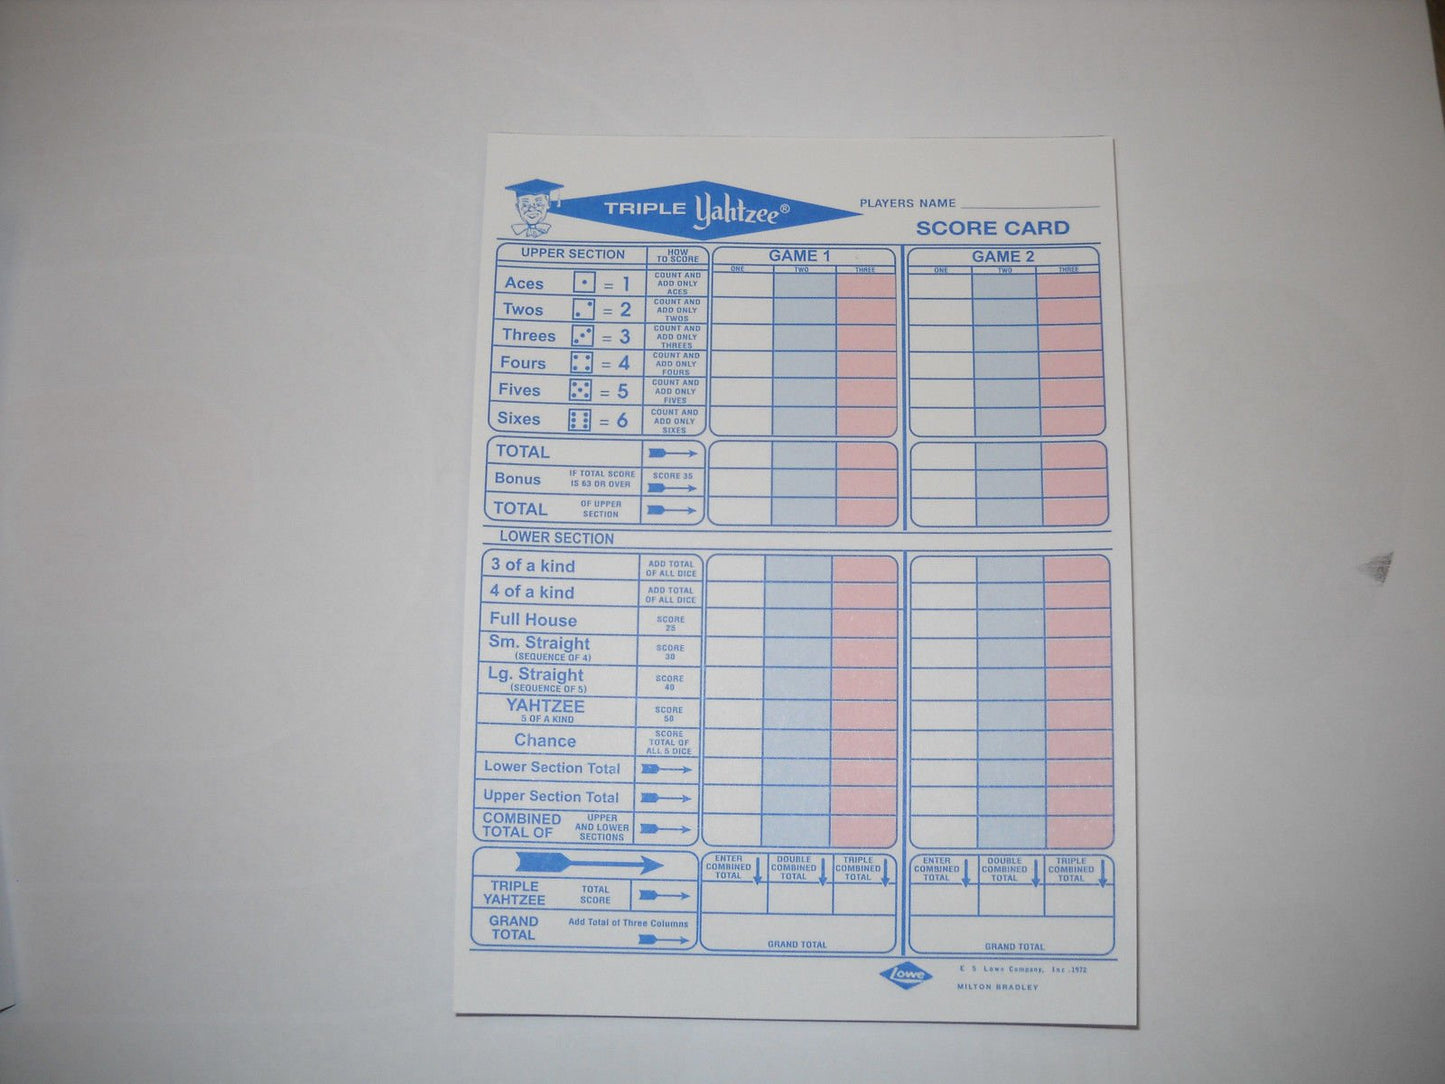 TRIPLE Yahtzee®
PLAYERS NAME
SCORE CARD
UPPER SECTION
HOW
TO SCORE
GAME 1
ONE TWO THREE
GAME 2
ONE TWO THREE
Aces = 1
COUNT AND
ADD ONLY
ACES
Twos = 2
COUNT AND
ADD ONLY
TWOS
Threes = 3
COUNT AND
ADD ONLY
THREES
Fours = 4
COUNT AND
ADD ONLY
FOURS
Fives = 5
COUNT AND
ADD ONLY
FIVES
Sixes = 6
COUNT AND
ADD ONLY
SIXES
TOTAL
Bonus
IF TOTAL SCORE
IS 63 OR OVER
SCORE 35
TOTAL
OF UPPER
SECTION
LOWER SECTION
3 of a kind
ADD TOTAL
OF ALL DICE
4 of a kind
ADD TOTAL
OF ALL DICE
Full House
SCORE
25
Sm. Straight
(SEQUENCE OF 4)
SCORE
30
Lg. Straight
(SEQUENCE OF 5)
SCORE
40
YAHTZEE
5 OF A KIND
SCORE
50
Chance
SCORE
TOTAL OF
ALL 5 DICE
Lower Section Total
Upper Section Total
COMBINED
TOTAL OF
UPPER
AND LOWER
SECTIONS
ENTER
COMBINED
TOTAL
DOUBLE
COMBINED
TOTAL
TRIPLE
COMBINED
TOTAL
ENTER
COMBINED
TOTAL
DOUBLE
COMBINED
TOTAL
TRIPLE
COMBINED
TOTAL
TRIPLE
YAHTZEE
TOTAL
SCORE
GRAND
TOTAL
Add Total of Three Columns
GRAND TOTAL
GRAND TOTAL
Lowe
E S Lowe Company, Inc. 1972
MILTON BRADLEY